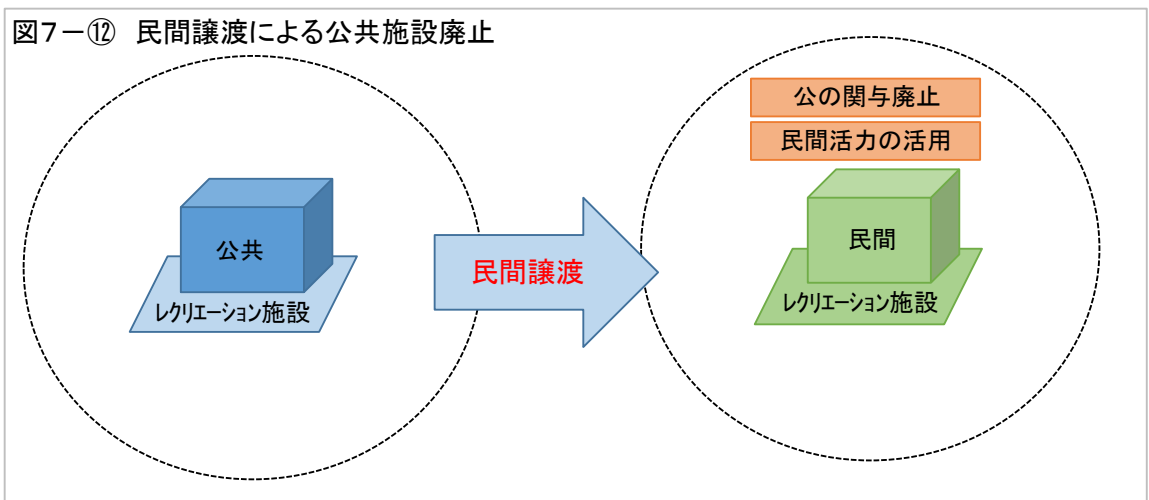 図7-⑫ 民間譲渡による公共施設廃止
公共
レクリエーション施設
民間譲渡
公の関与廃止
民間活力の活用
民間
レクリエーション施設